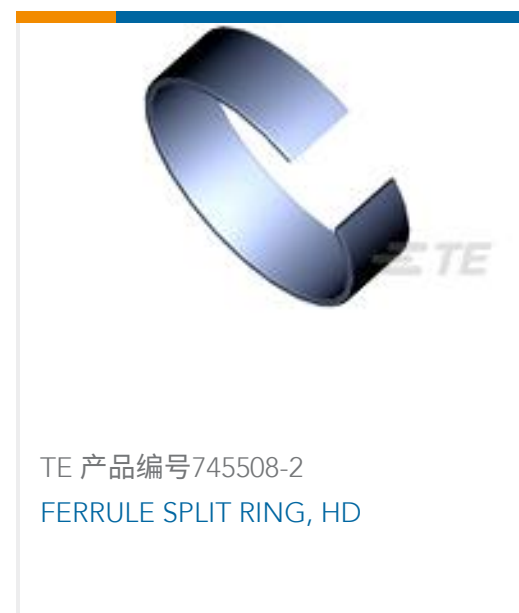 TE
TE 产品编号745508-2
FERRULE SPLIT RING, HD